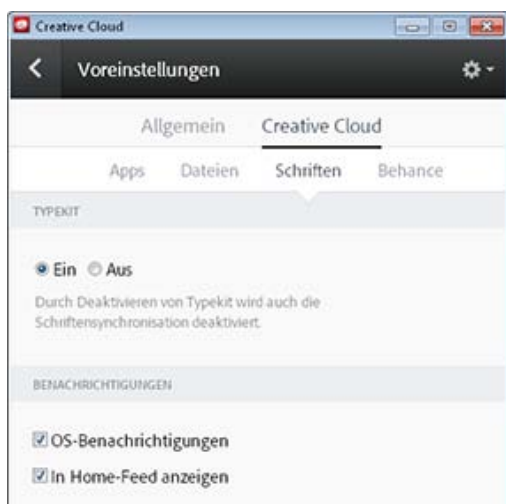 Creative Cloud
Voreinstellungen
Allgemein Creative Cloud
Apps Dateien Schriften Behance
TYPEKIT
Ein Aus
Durch Deaktivieren von Typekit wird auch die
Schriftensynchronisation deaktiviert.
BENACHRICHTIGUNGEN
OS-Benachrichtigungen
In Home-Feed anzeigen